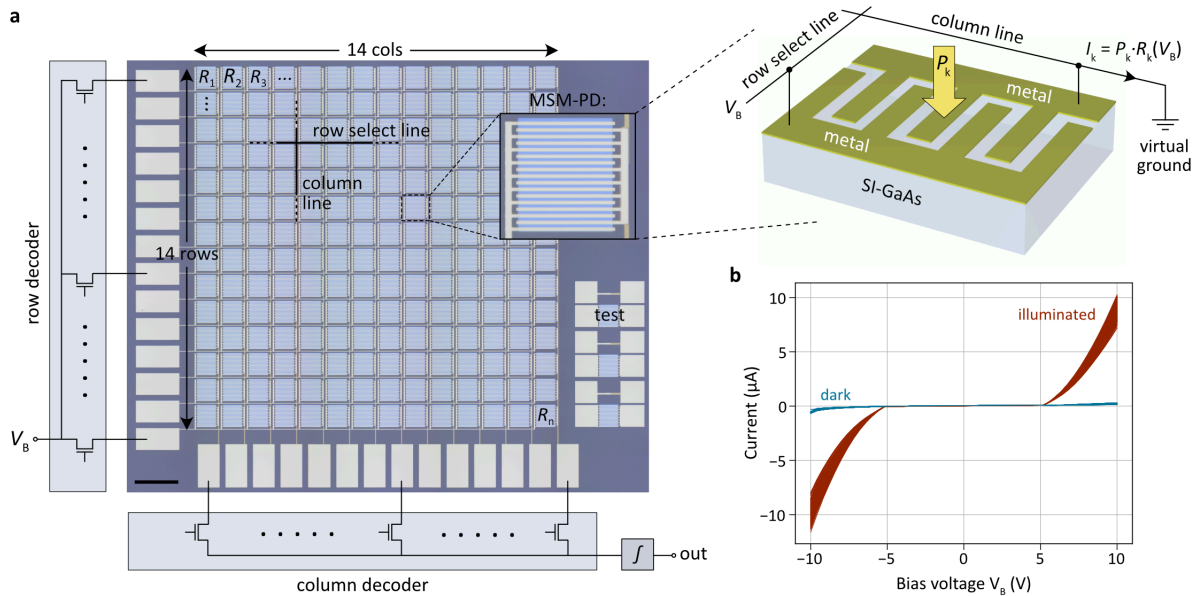 a
14 cols
R1 R2 R3 ...
MSM-PD:
row select line
column
line
14 rows
test
Rn
row decoder
VB
column decoder
∫
out
row select line
column line
Pk
Ik = Pk·Rk(VB)
VB
metal
metal
virtual
ground
SI-GaAs
b
10
5
0
−5
−10
Current (µA)
illuminated
dark
−10 −5 0 5 10
Bias voltage VB (V)